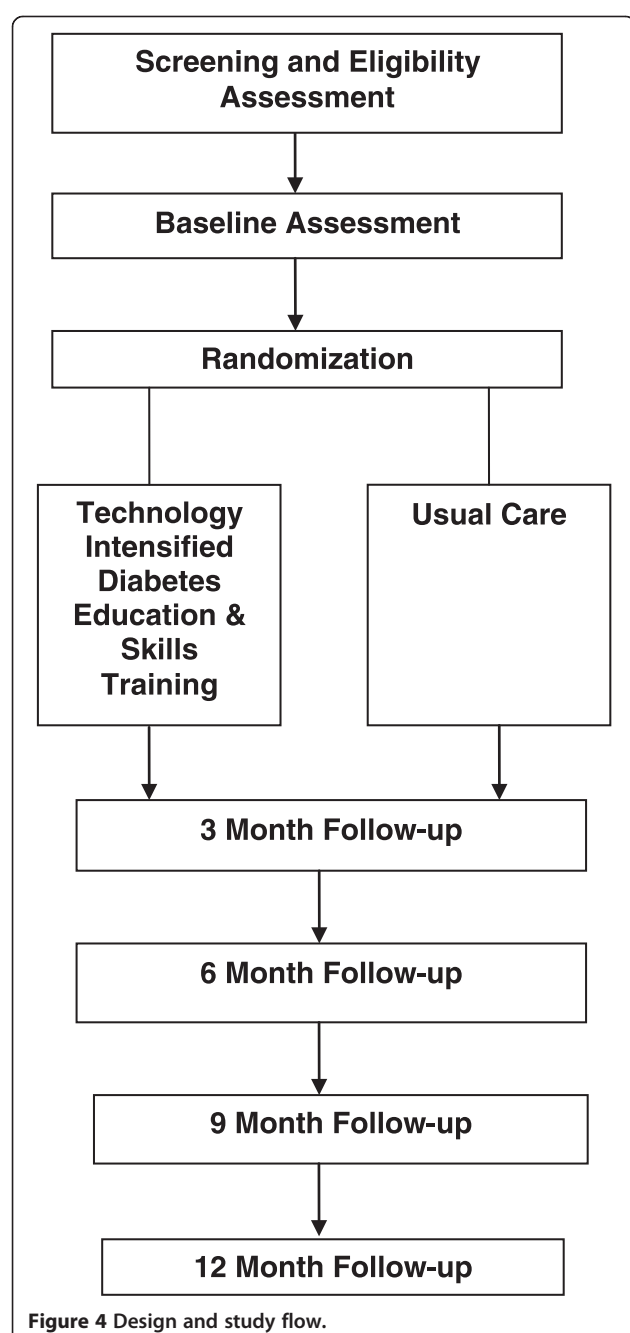 Screening and Eligibility
Assessment
Baseline Assessment
Randomization
Technology
Intensified
Diabetes
Education &
Skills
Training
Usual Care
3 Month Follow-up
6 Month Follow-up
9 Month Follow-up
12 Month Follow-up
Figure 4 Design and study flow.